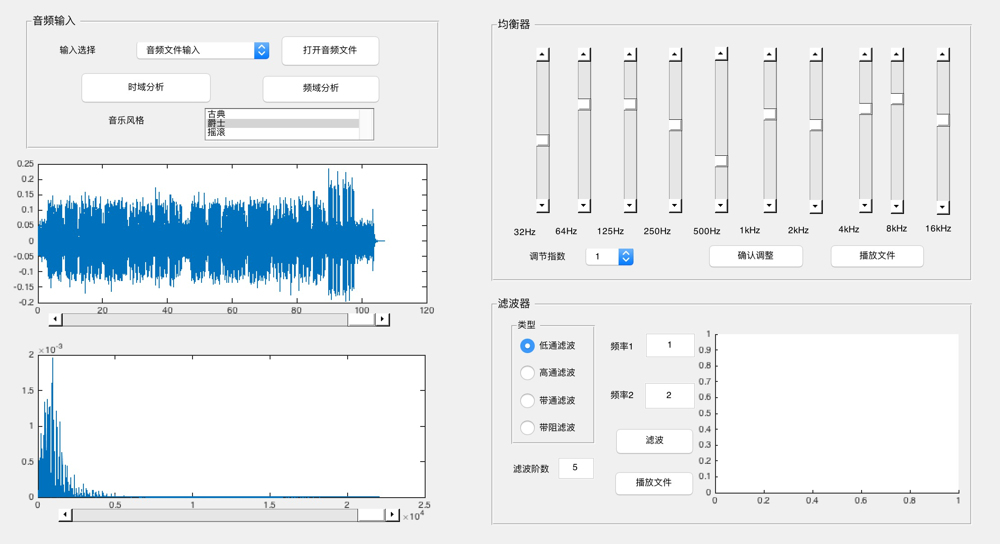 音频输入
输入选择
音频文件输入
打开音频文件
时域分析
频域分析
音乐风格
古典
爵士
摇滚
0.25
0.2
0.15
0.1
0.05
0
-0.05
-0.1
-0.15
-0.2
0 20 40 60 80 100 120
×10-3
2
1.5
1
0.5
0
0 0.5 1 1.5 2 2.5
×104
均衡器
32Hz 64Hz 125Hz 250Hz 500Hz 1kHz 2kHz 4kHz 8kHz 16kHz
调节指数
1
确认调整
播放文件
滤波器
类型
低通滤波
高通滤波
带通滤波
带阻滤波
滤波阶数
5
频率1
1
频率2
2
滤波
播放文件
1
0.9
0.8
0.7
0.6
0.5
0.4
0.3
0.2
0.1
0
0 0.2 0.4 0.6 0.8 1